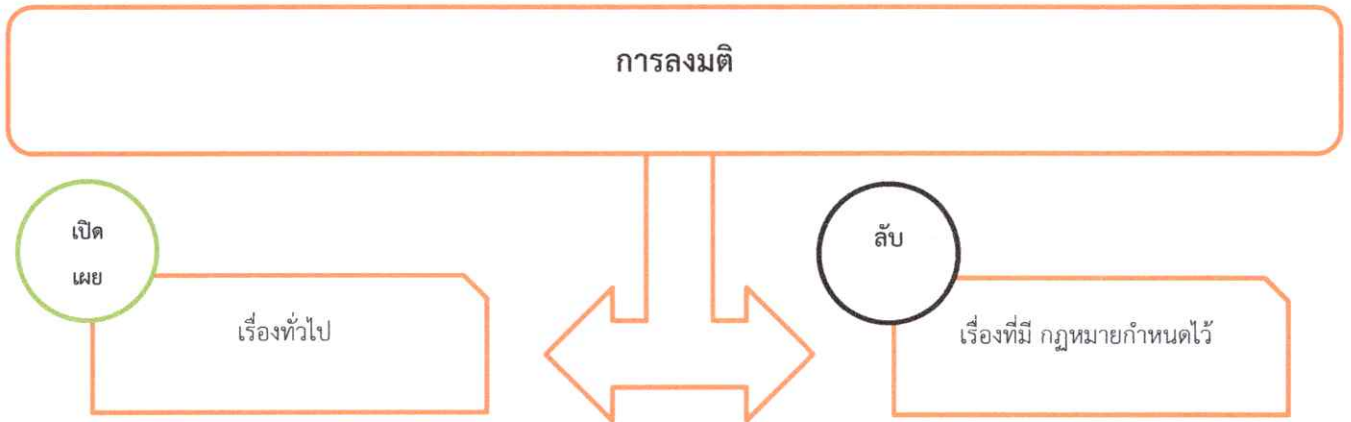 การลงมติ
เปิด
เผย
เรื่องทั่วไป
ลับ
เรื่องที่มี กฎหมายกำหนดไว้